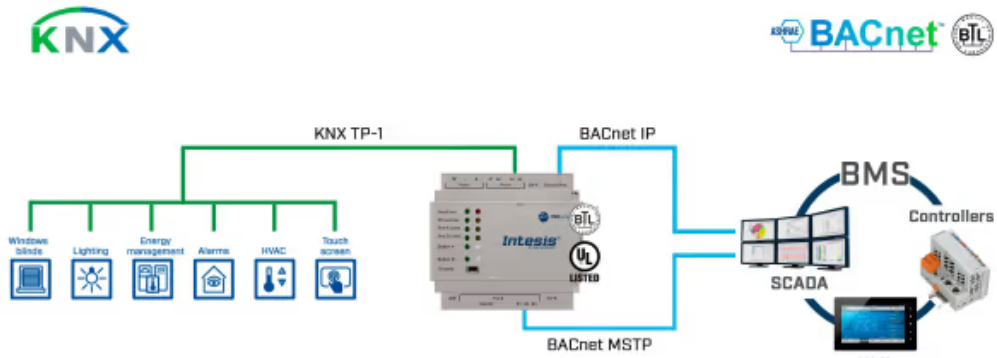 KNX
ASHRAE BACnet™ BTL
KNX TP-1
BACnet IP
BMS
Controllers
Windows
blinds
Lighting
Energy
management
Alarms
HVAC
Touch
screen
BTL
Intesis
UL
LISTED
SCADA
BACnet MSTP